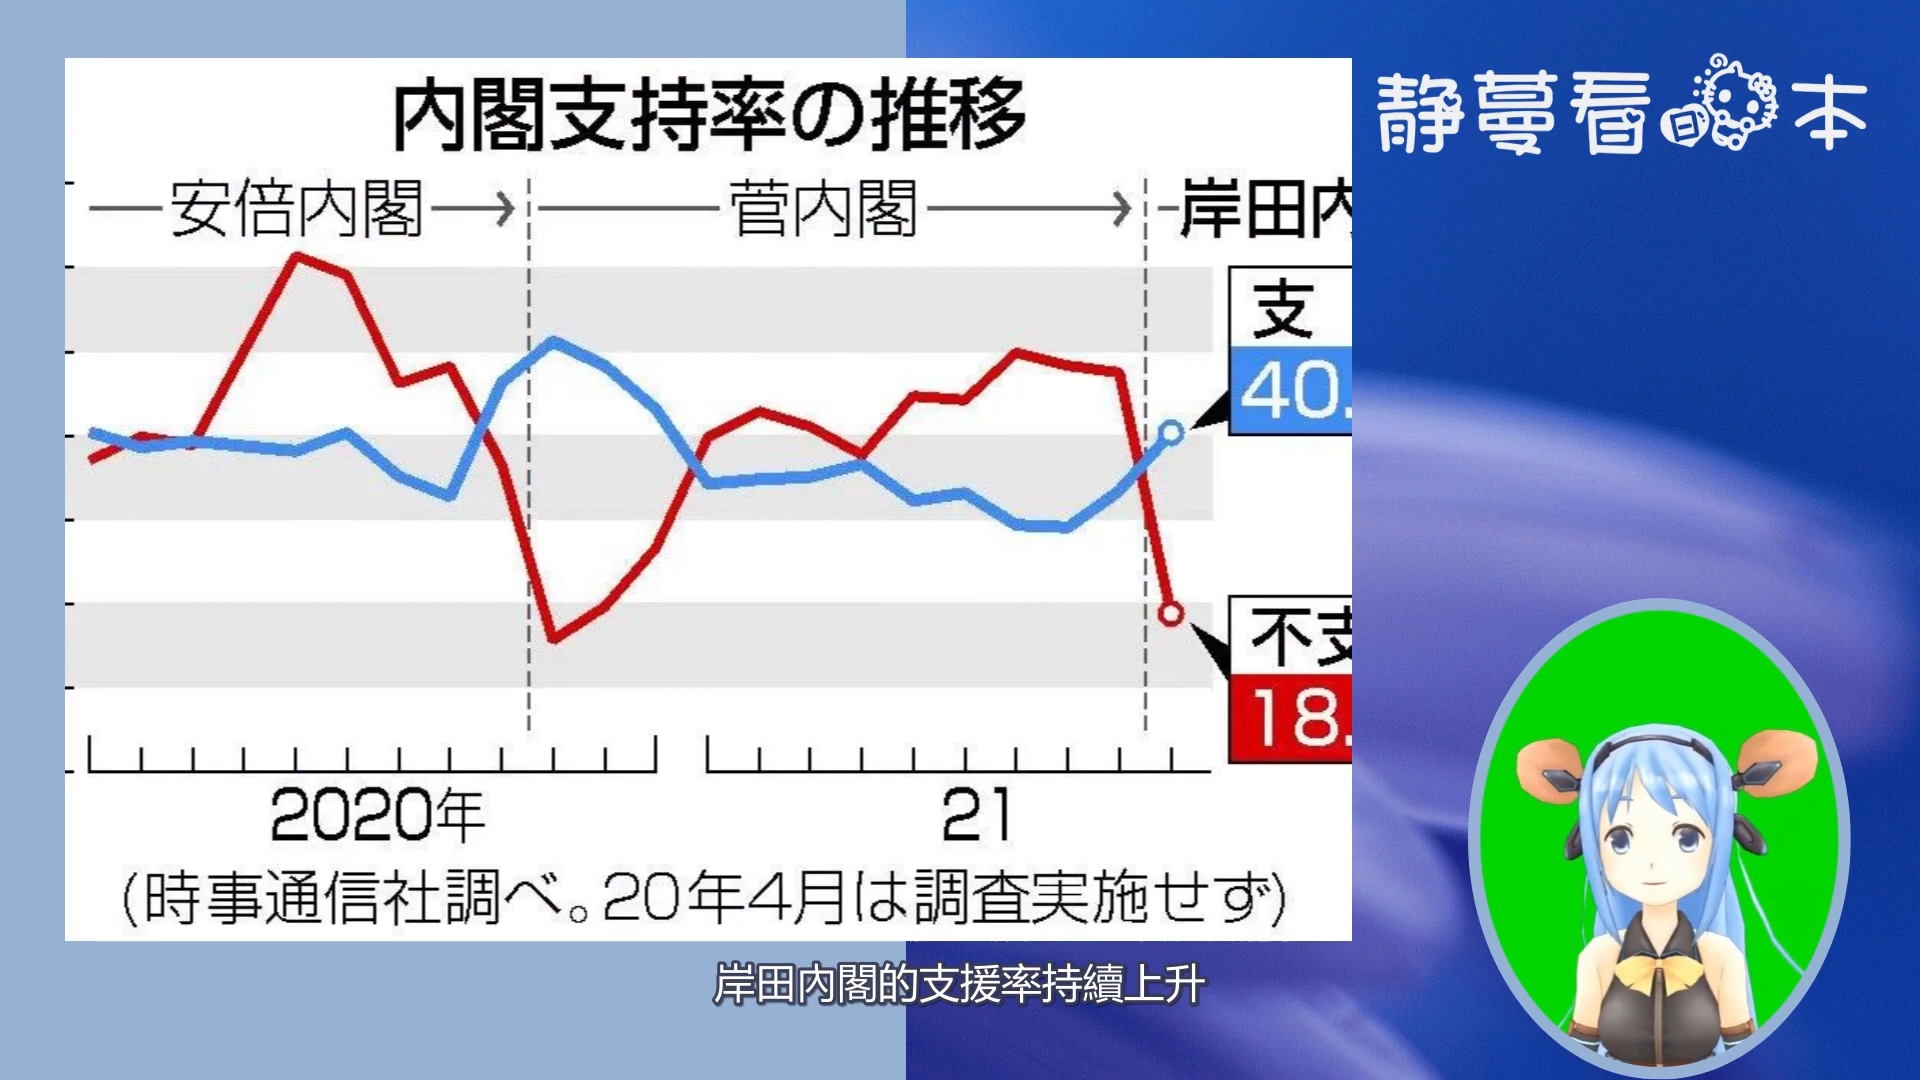 内閣支持率の推移
静蔓看日本
安倍内閣
菅内閣
岸田内
支
40.
不支
18.
2020年
21
(時事通信社調べ。20年4月は調査実施せず)
岸田內閣的支援率持續上升